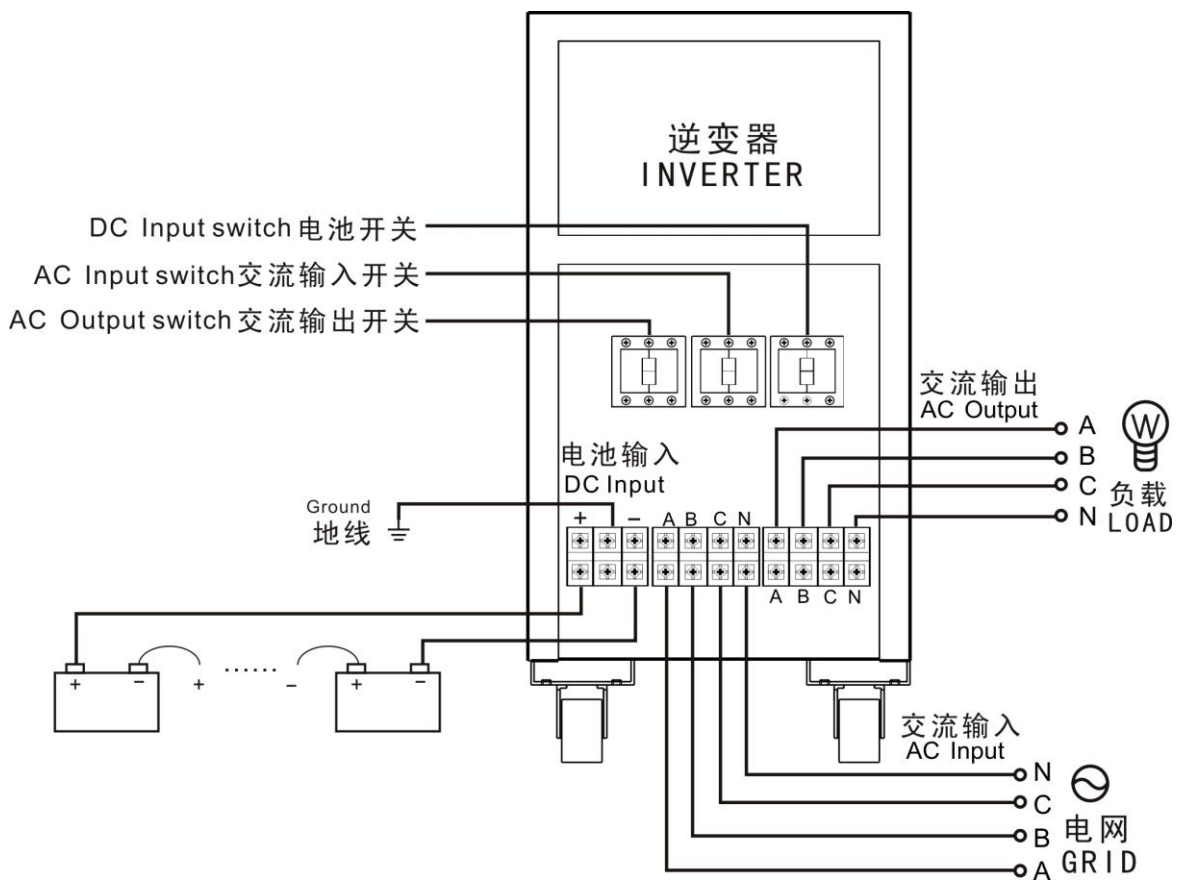 逆变器
INVERTER
DC Input switch 电池开关
AC Input switch 交流输入开关
AC Output switch 交流输出开关
交流输出
AC Output
A
B
C
N
W
负载
LOAD
电池输入
DC Input
Ground
地线
+ − A B C N
A B C N
+ − + ...... − + −
交流输入
AC Input
N
C
B
A
电网
GRID